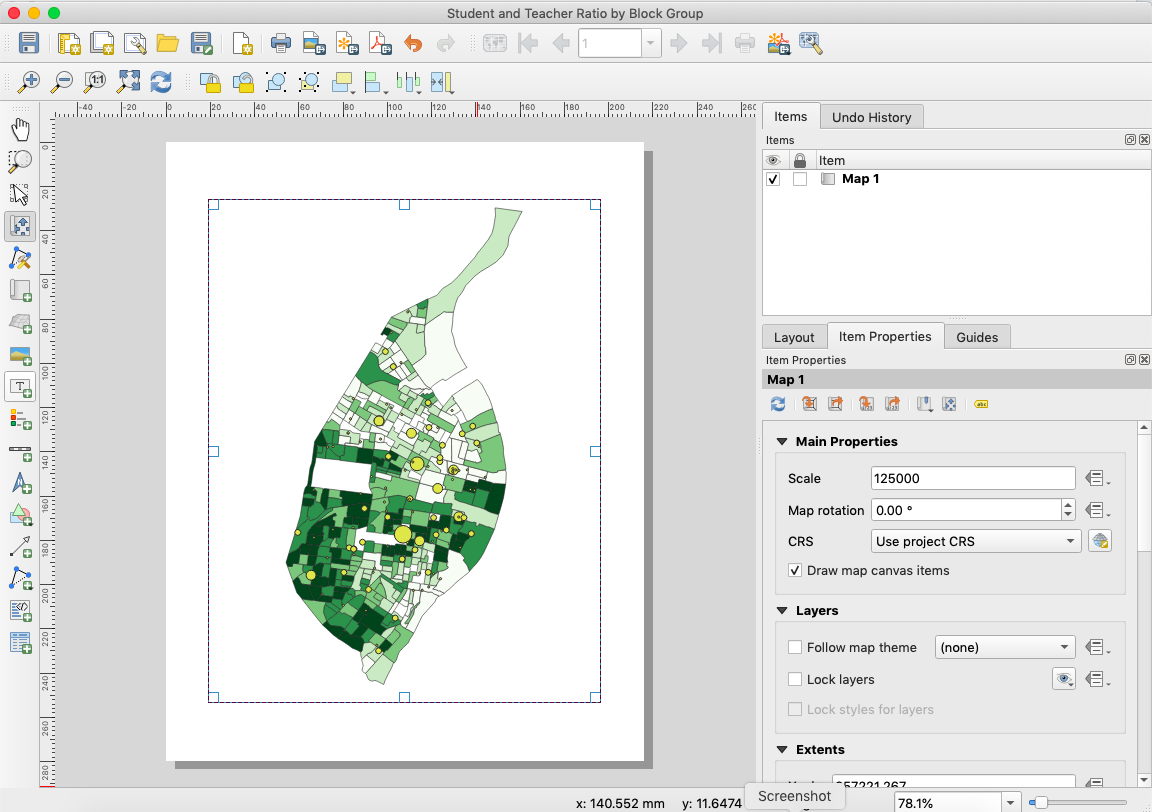 Student and Teacher Ratio by Block Group
1
1:1
-40 -20 0 20 40 60 80 100 120 140 160 180 200 220 240 260
0
20
40
60
80
100
120
140
160
180
200
220
240
260
280
Items Undo History
Items
Item
Map 1
Layout Item Properties Guides
Item Properties
Map 1
abc
Main Properties
Scale 125000
Map rotation 0.00 °
CRS Use project CRS
Draw map canvas items
Layers
Follow map theme (none)
Lock layers
Lock styles for layers
Extents
x: 140.552 mm y: 11.6474
Screenshot
78.1%